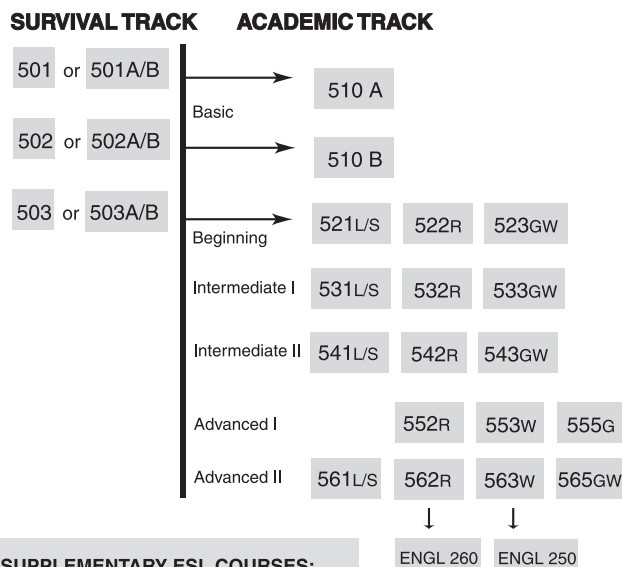 SURVIVAL TRACK ACADEMIC TRACK
501 or 501A/B
510 A
Basic
502 or 502A/B
510 B
503 or 503A/B
Beginning 521L/S 522R 523GW
Intermediate I 531L/S 532R 533GW
Intermediate II 541L/S 542R 543GW
Advanced I 552R 553W 555G
Advanced II 561L/S 562R 563W 565GW
ENGL 260 ENGL 250
SUPPLEMENTARY ESL COURSES: